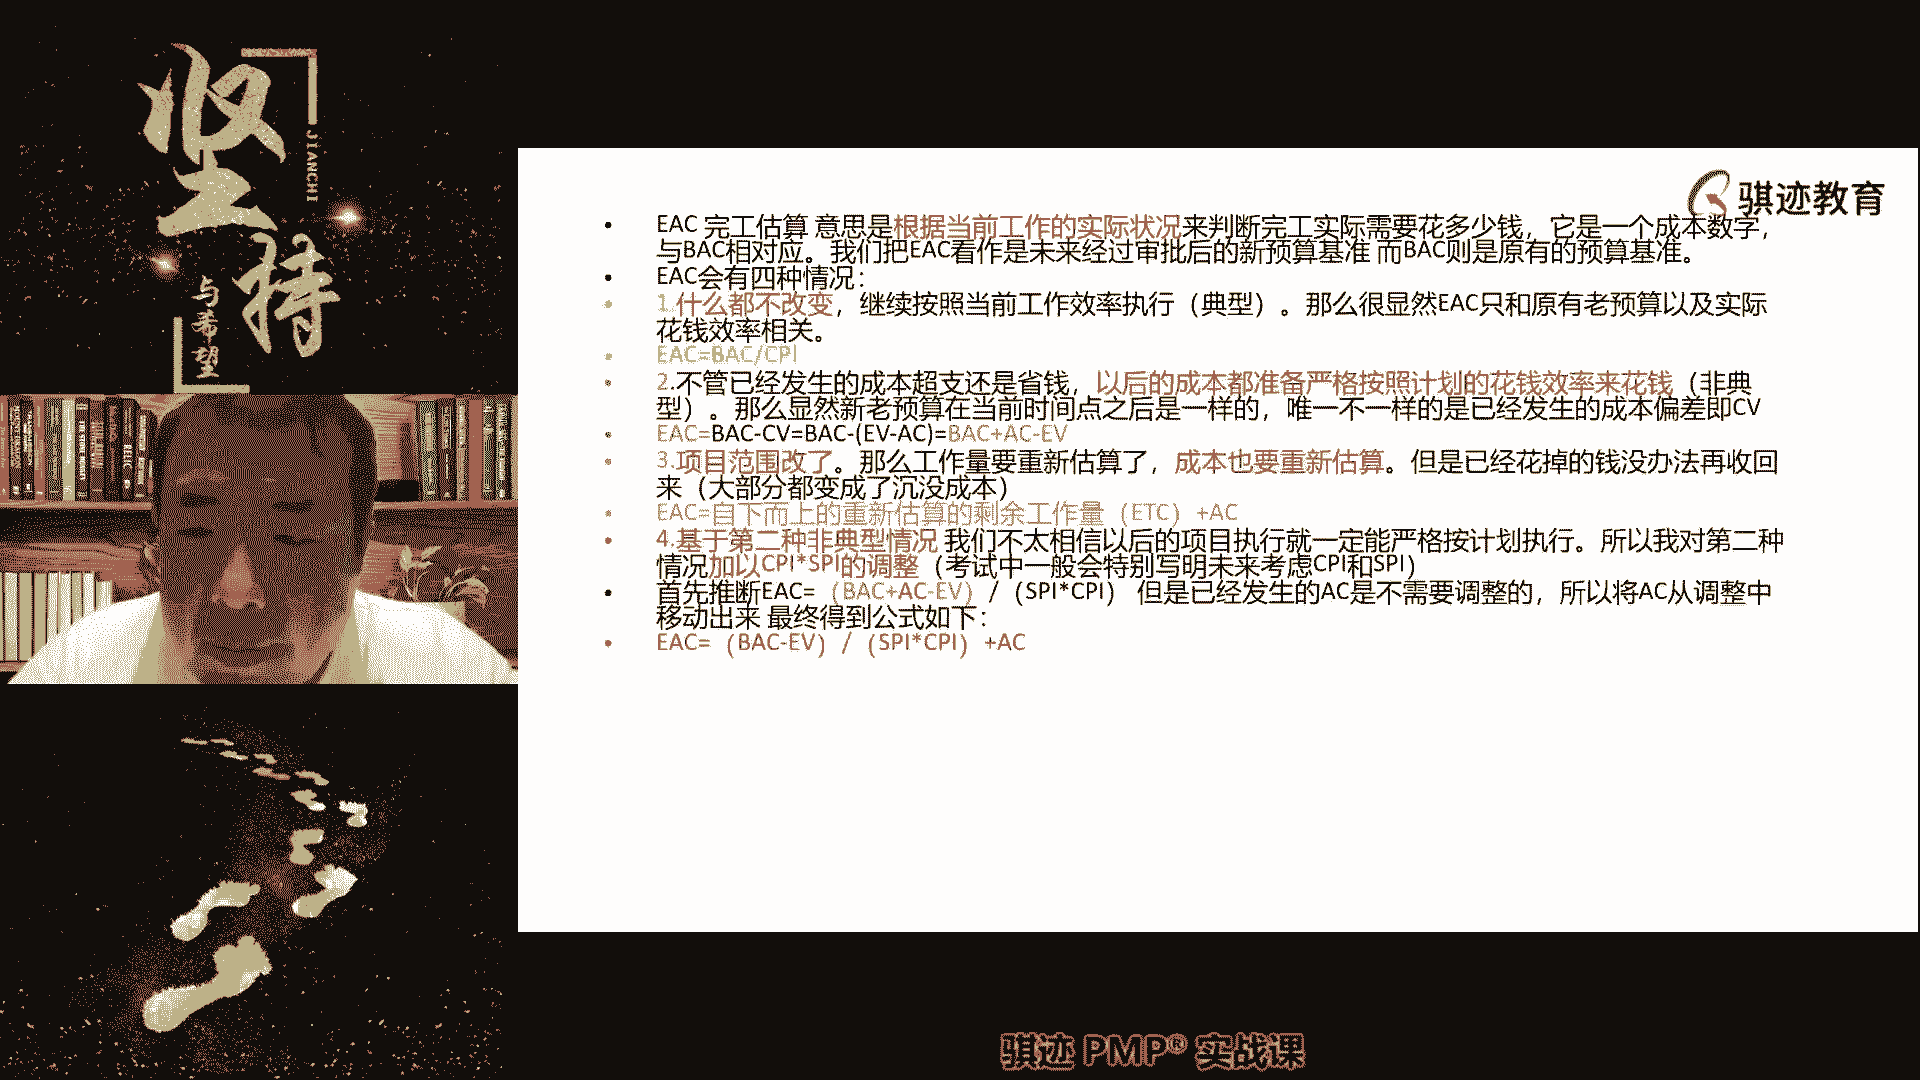 坚持
JIANCHI
与希望
骐迹教育
• EAC 完工估算 意思是根据当前工作的实际状况来判断完工实际需要花多少钱，它是一个成本数字，
与BAC相对应。我们把EAC看作是未来经过审批后的新预算基准 而BAC则是原有的预算基准。
• EAC会有四种情况：
• 1.什么都不改变，继续按照当前工作效率执行（典型）。那么很显然EAC只和原有老预算以及实际
花钱效率相关。
• EAC=BAC/CPI
• 2.不管已经发生的成本超支还是省钱，以后的成本都准备严格按照计划的花钱效率来花钱（非典
型）。那么显然新老预算在当前时间点之后是一样的，唯一不一样的是已经发生的成本偏差即CV
• EAC=BAC-CV=BAC-(EV-AC)=BAC+AC-EV
• 3.项目范围改了。那么工作量要重新估算了，成本也要重新估算。但是已经花掉的钱没办法再收回
来（大部分都变成了沉没成本）
• EAC=自下而上的重新估算的剩余工作量（ETC）+AC
• 4.基于第二种非典型情况 我们不太相信以后的项目执行就一定能严格按计划执行。所以我对第二种
情况加以CPI*SPI的调整（考试中一般会特别写明未来考虑CPI和SPI）
• 首先推断EAC=（BAC+AC-EV）/（SPI*CPI） 但是已经发生的AC是不需要调整的，所以将AC从调整中
移动出来 最终得到公式如下：
• EAC=（BAC-EV）/（SPI*CPI）+AC
骐迹 PMP® 实战课